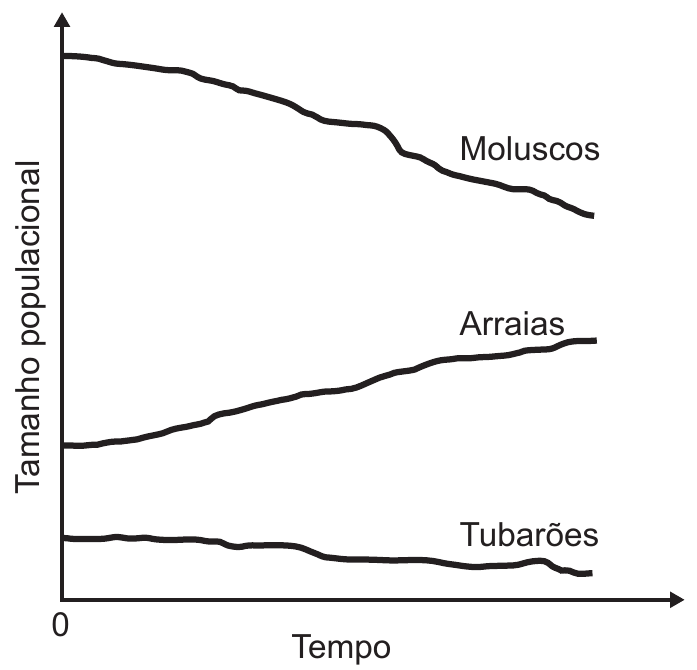 Tamanho populacional
Moluscos
Arraias
Tubarões
0
Tempo